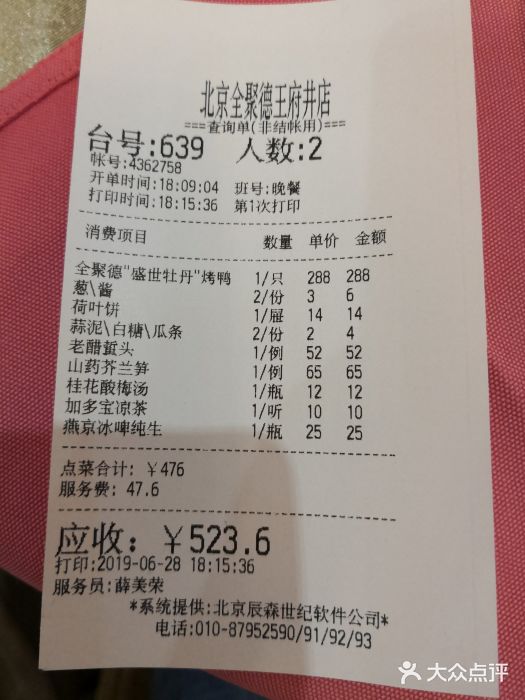 北京全聚德王府井店
===查询单(非结帐用)===
台号:639 人数:2
帐号:4362758
开单时间:18:09:04 班号:晚餐
打印时间:18:15:36 第1次打印
消费项目 数量 单价 金额
全聚德"盛世牡丹"烤鸭 1/只 288 288
葱\酱 2/份 3 6
荷叶饼 1/屉 14 14
蒜泥\白糖\瓜条 2/份 2 4
老醋蜇头 1/例 52 52
山药芥兰笋 1/例 65 65
桂花酸梅汤 1/瓶 12 12
加多宝凉茶 1/听 10 10
燕京冰啤纯生 1/瓶 25 25
点菜合计: ￥476
服务费: 47.6
应收: ￥523.6
打印:2019-06-28 18:15:36
服务员:薛美荣
*系统提供:北京辰森世纪软件公司*
电话:010-87952590/91/92/93
大众点评